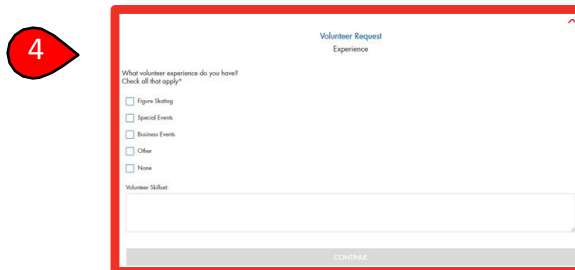 4
Volunteer Request
Experience
What volunteer experience do you have?
Check all that apply*
Figure Skating
Special Events
Business Events
Other
None
Volunteer Skillset:
CONTINUE